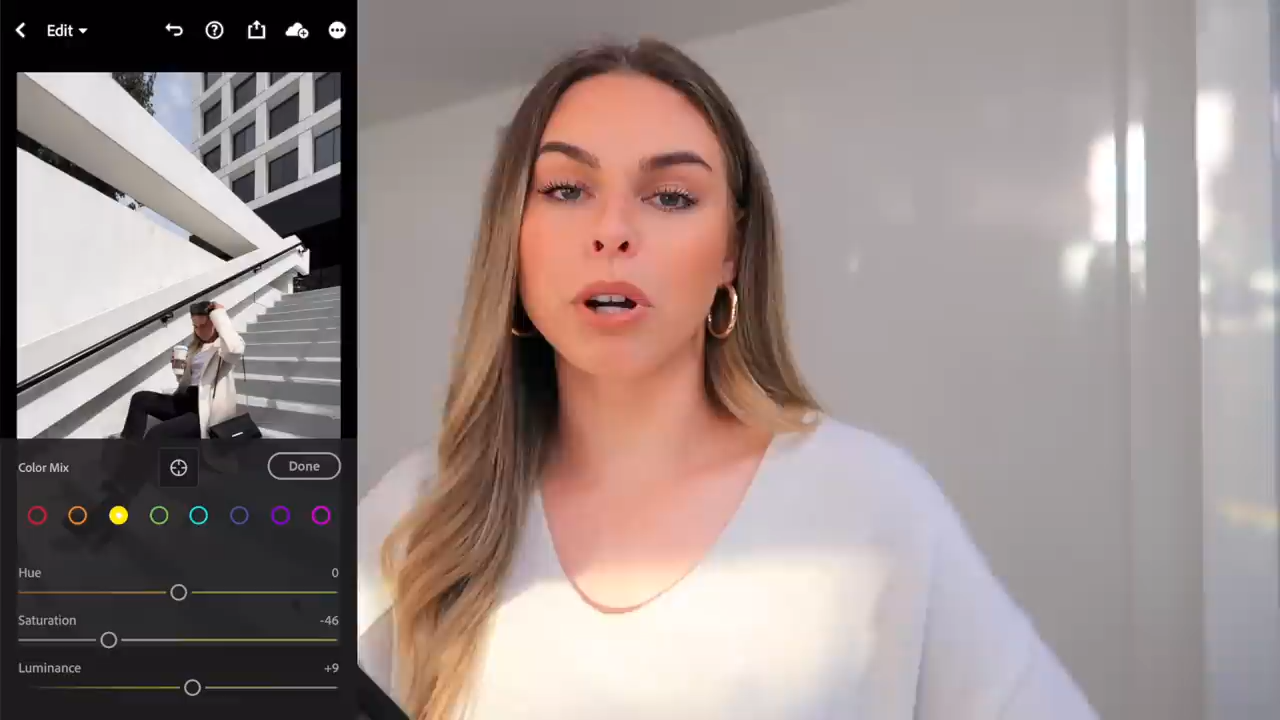 Edit
Color Mix
Done
Hue 0
Saturation -46
Luminance +9